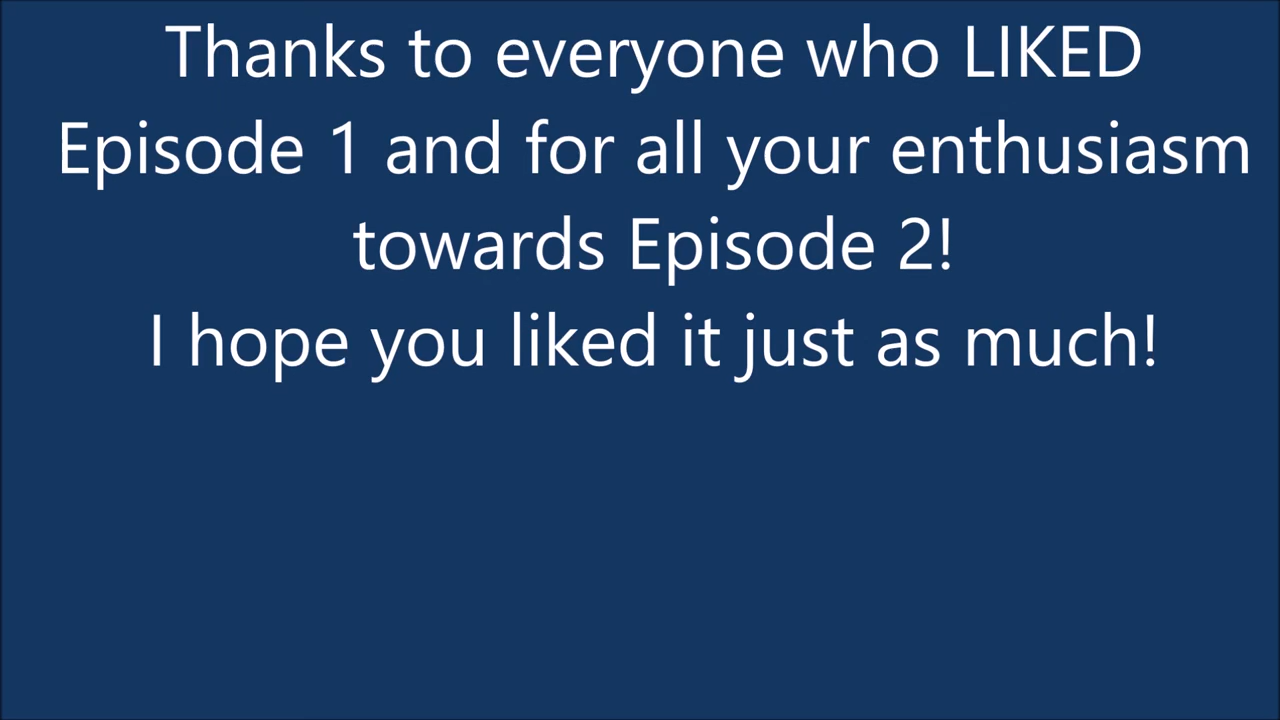 Thanks to everyone who LIKED
Episode 1 and for all your enthusiasm
towards Episode 2!
I hope you liked it just as much!